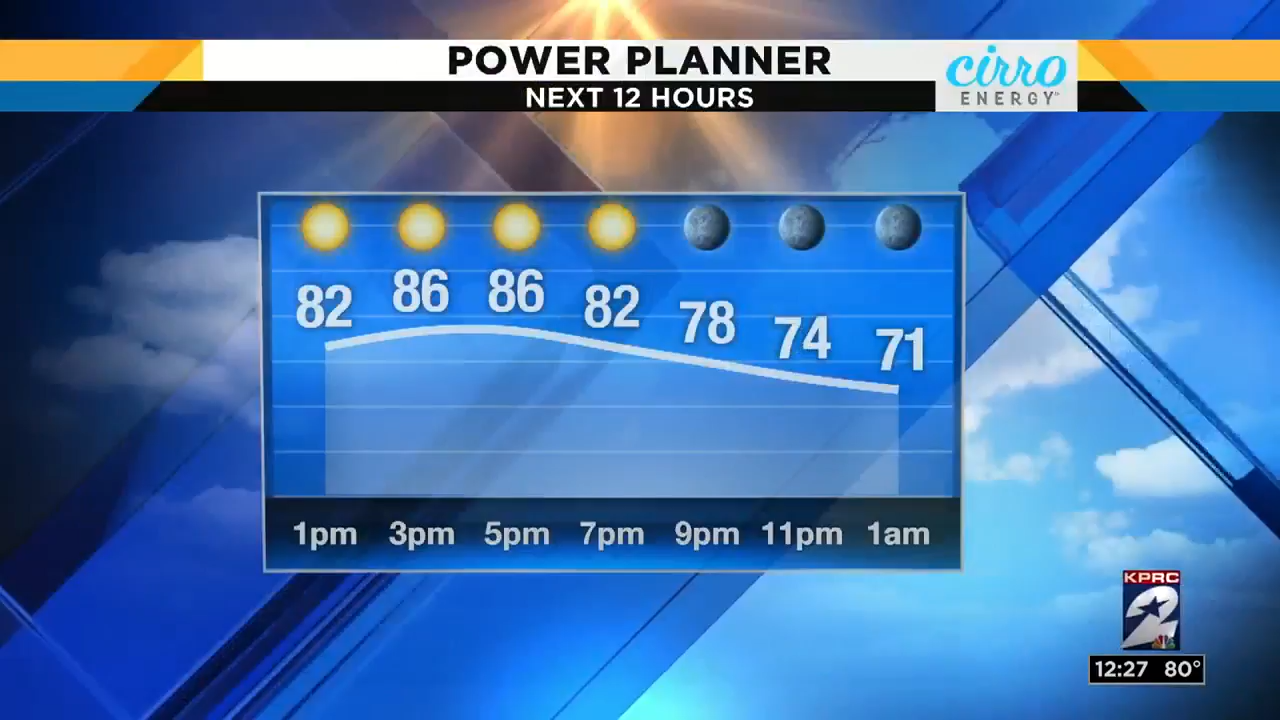 POWER PLANNER
cirro
ENERGY
NEXT 12 HOURS
82 86 86 82 78 74 71
1pm 3pm 5pm 7pm 9pm 11pm 1am
KPRC
2
12:27 80°